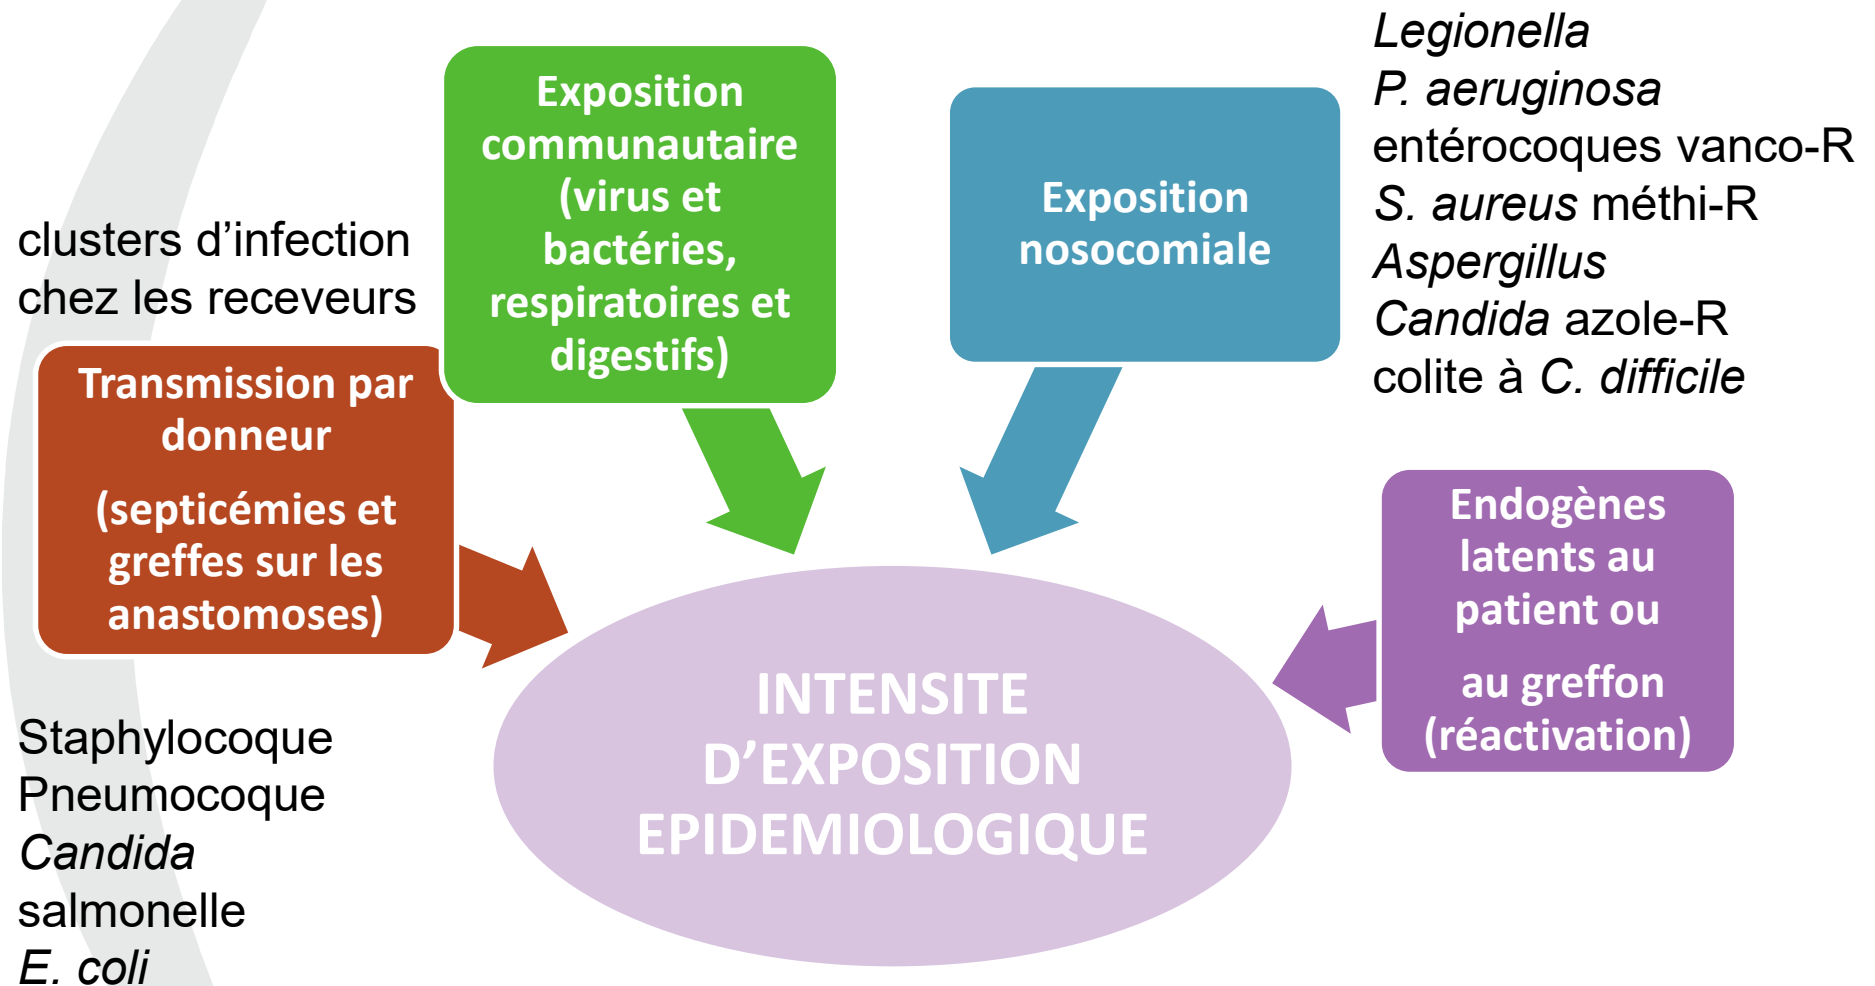 clusters d’infection
chez les receveurs
Transmission par
donneur
(septicémies et
greffes sur les
anastomoses)
Staphylocoque
Pneumocoque
Candida
salmonelle
E. coli
Exposition
communautaire
(virus et
bactéries,
respiratoires et
digestifs)
Exposition
nosocomiale
Legionella
P. aeruginosa
entérocoques vanco-R
S. aureus méthi-R
Aspergillus
Candida azole-R
colite à C. difficile
Endogènes
latents au
patient ou
au greffon
(réactivation)
INTENSITE
D’EXPOSITION
EPIDEMIOLOGIQUE